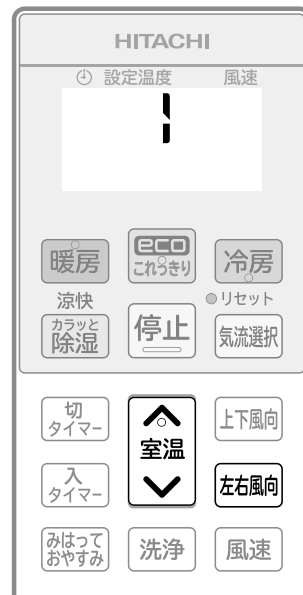 HITACHI
設定温度 風速
1
暖房
eco
これっきり
冷房
涼快
リセット
カラッと
除湿
停止
気流選択
切
タイマー
室温
上下風向
入
タイマー
左右風向
みはって
おやすみ
洗浄
風速